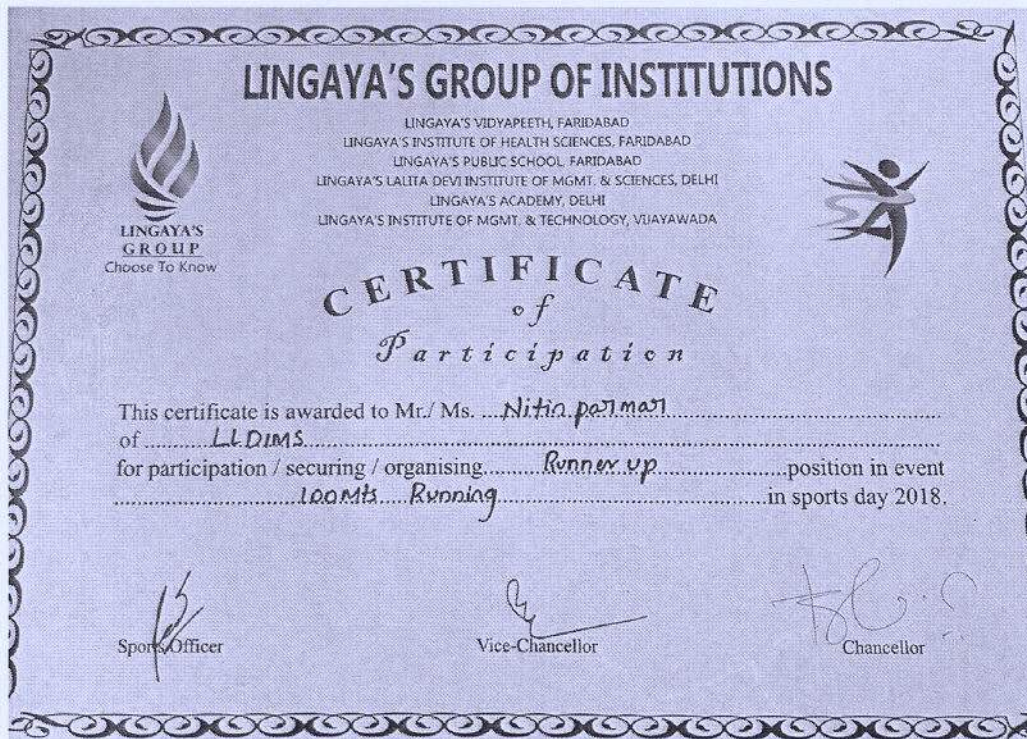 LINGAYA'S GROUP OF INSTITUTIONS
LINGAYA'S VIDYAPEETH, FARIDABAD
LINGAYA'S INSTITUTE OF HEALTH SCIENCES, FARIDABAD
LINGAYA'S PUBLIC SCHOOL, FARIDABAD
LINGAYA'S LALITA DEVI INSTITUTE OF MGMT. & SCIENCES, DELHI
LINGAYA'S ACADEMY, DELHI
LINGAYA'S INSTITUTE OF MGMT. & TECHNOLOGY, VIJAYAWADA
LINGAYA'S
GROUP
Choose To Know
CERTIFICATE
of
Participation
This certificate is awarded to Mr./ Ms. Nitin parmar
of LLDIMS
for participation / securing / organising Runner up position in event
100Mts Running in sports day 2018.
Sports Officer
Vice-Chancellor
Chancellor